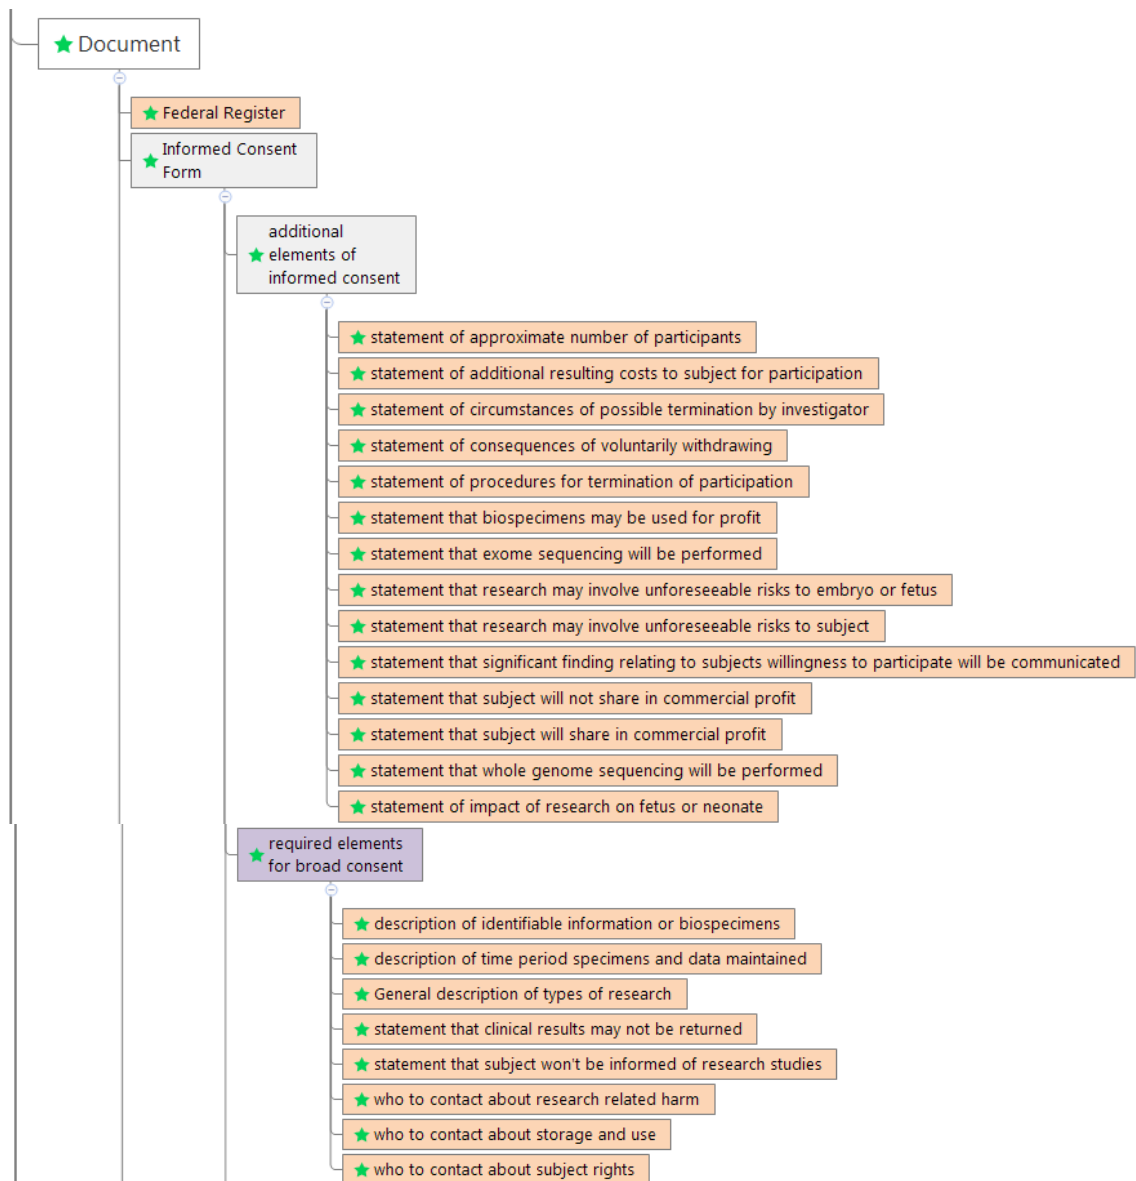 Document
Federal Register
Informed Consent
Form
additional
elements of
informed consent
statement of approximate number of participants
statement of additional resulting costs to subject for participation
statement of circumstances of possible termination by investigator
statement of consequences of voluntarily withdrawing
statement of procedures for termination of participation
statement that biospecimens may be used for profit
statement that exome sequencing will be performed
statement that research may involve unforeseeable risks to embryo or fetus
statement that research may involve unforeseeable risks to subject
statement that significant finding relating to subjects willingness to participate will be communicated
statement that subject will not share in commercial profit
statement that subject will share in commercial profit
statement that whole genome sequencing will be performed
statement of impact of research on fetus or neonate
required elements
for broad consent
description of identifiable information or biospecimens
description of time period specimens and data maintained
General description of types of research
statement that clinical results may not be returned
statement that subject won't be informed of research studies
who to contact about research related harm
who to contact about storage and use
who to contact about subject rights